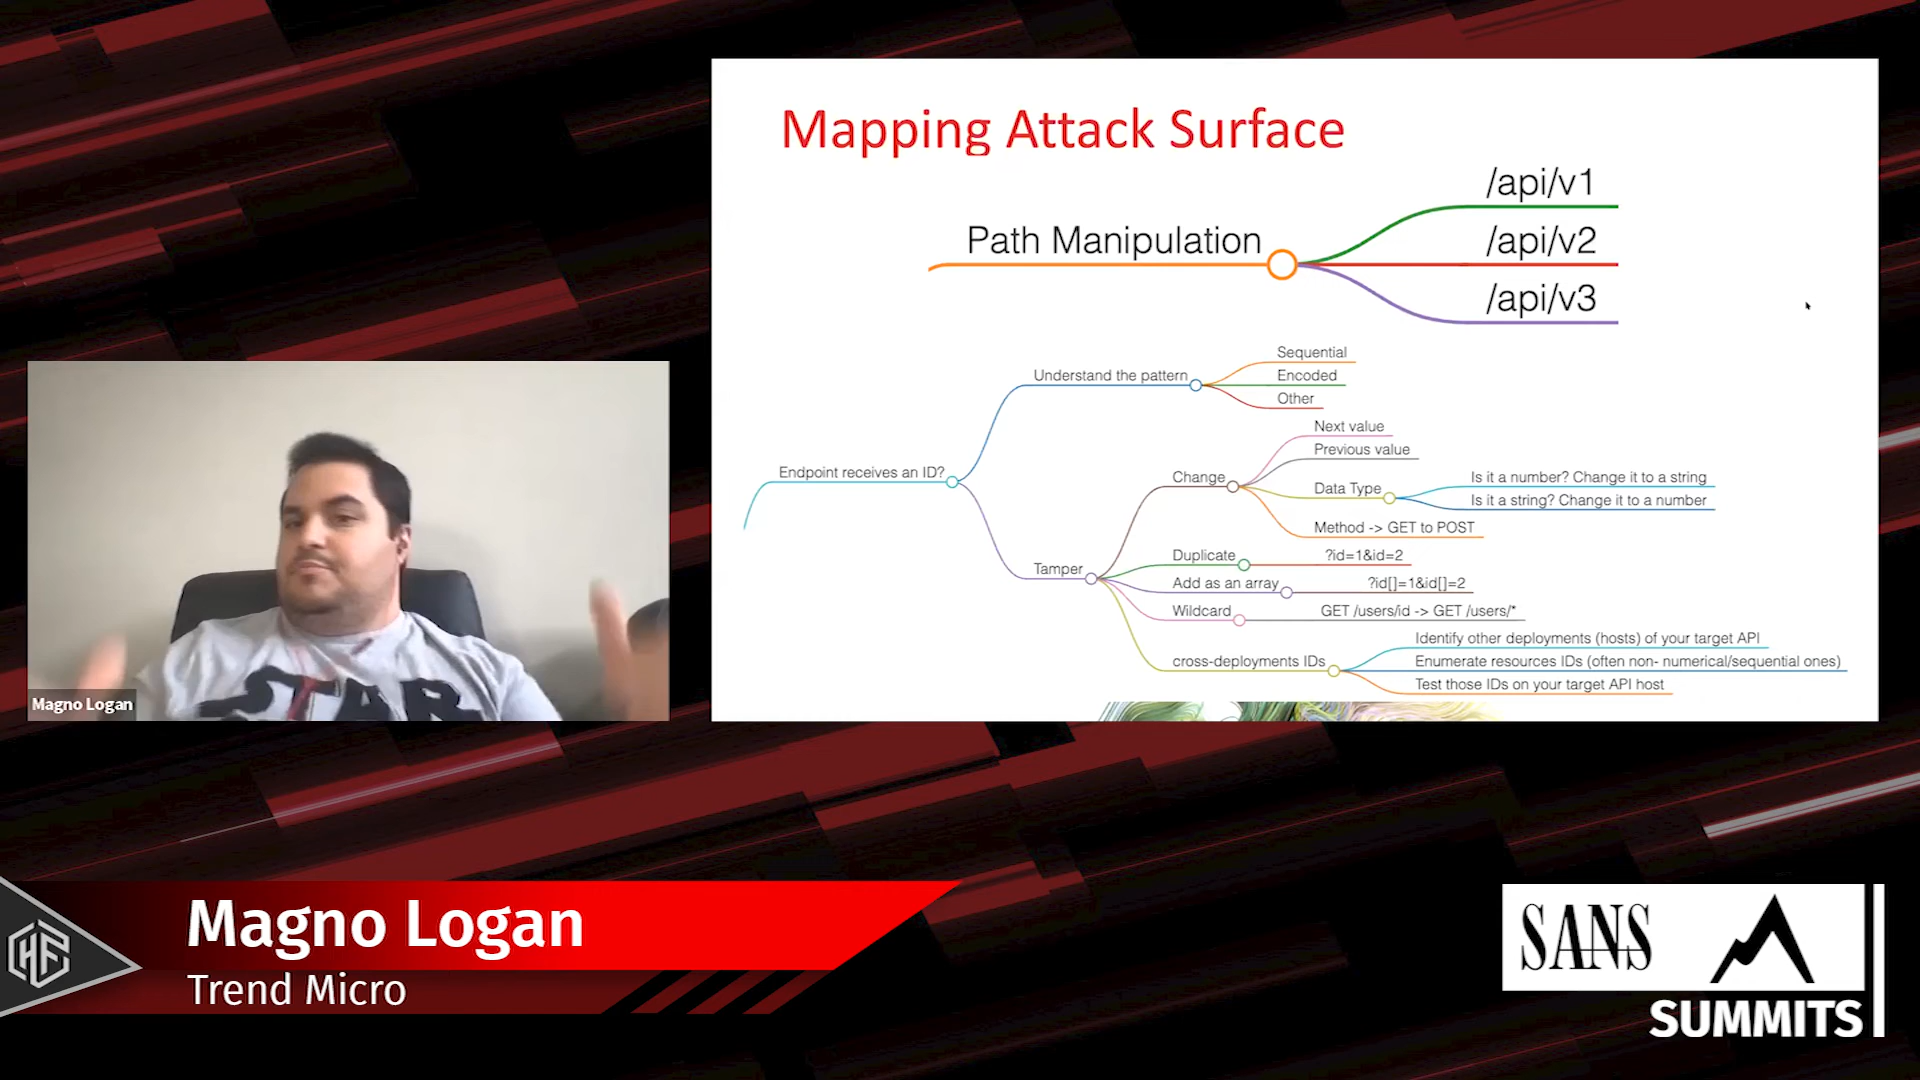 Mapping Attack Surface
Path Manipulation
/api/v1
/api/v2
/api/v3
Endpoint receives an ID?
Understand the pattern
Sequential
Encoded
Other
Tamper
Change
Next value
Previous value
Data Type
Is it a number? Change it to a string
Is it a string? Change it to a number
Method -> GET to POST
Duplicate
?id=1&id=2
Add as an array
?id[]=1&id[]=2
Wildcard
GET /users/id -> GET /users/*
cross-deployments IDs
Identify other deployments (hosts) of your target API
Enumerate resources IDs (often non- numerical/sequential ones)
Test those IDs on your target API host
STAR
Magno Logan
HF
Magno Logan
Trend Micro
SANS
SUMMITS